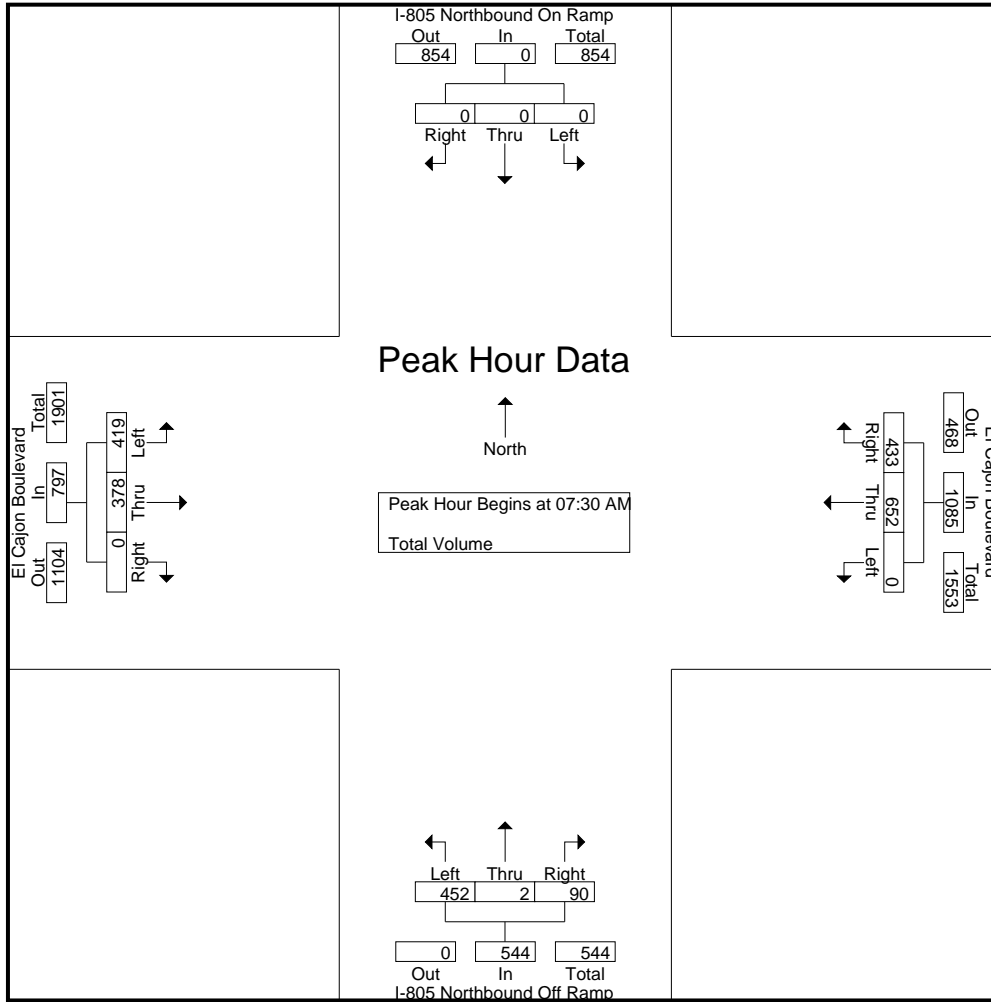 I-805 Northbound On Ramp
Out In Total
854 0 854
0 0 0
Right Thru Left
Peak Hour Data
North
Peak Hour Begins at 07:30 AM
Total Volume
El Cajon Boulevard
Out In Total
1104 797 1901
Right Thru Left
0 378 419
El Cajon Boulevard
Out In Total
468 1085 1553
433 652 0
Right Thru Left
Left Thru Right
452 2 90
0 544 544
Out In Total
I-805 Northbound Off Ramp